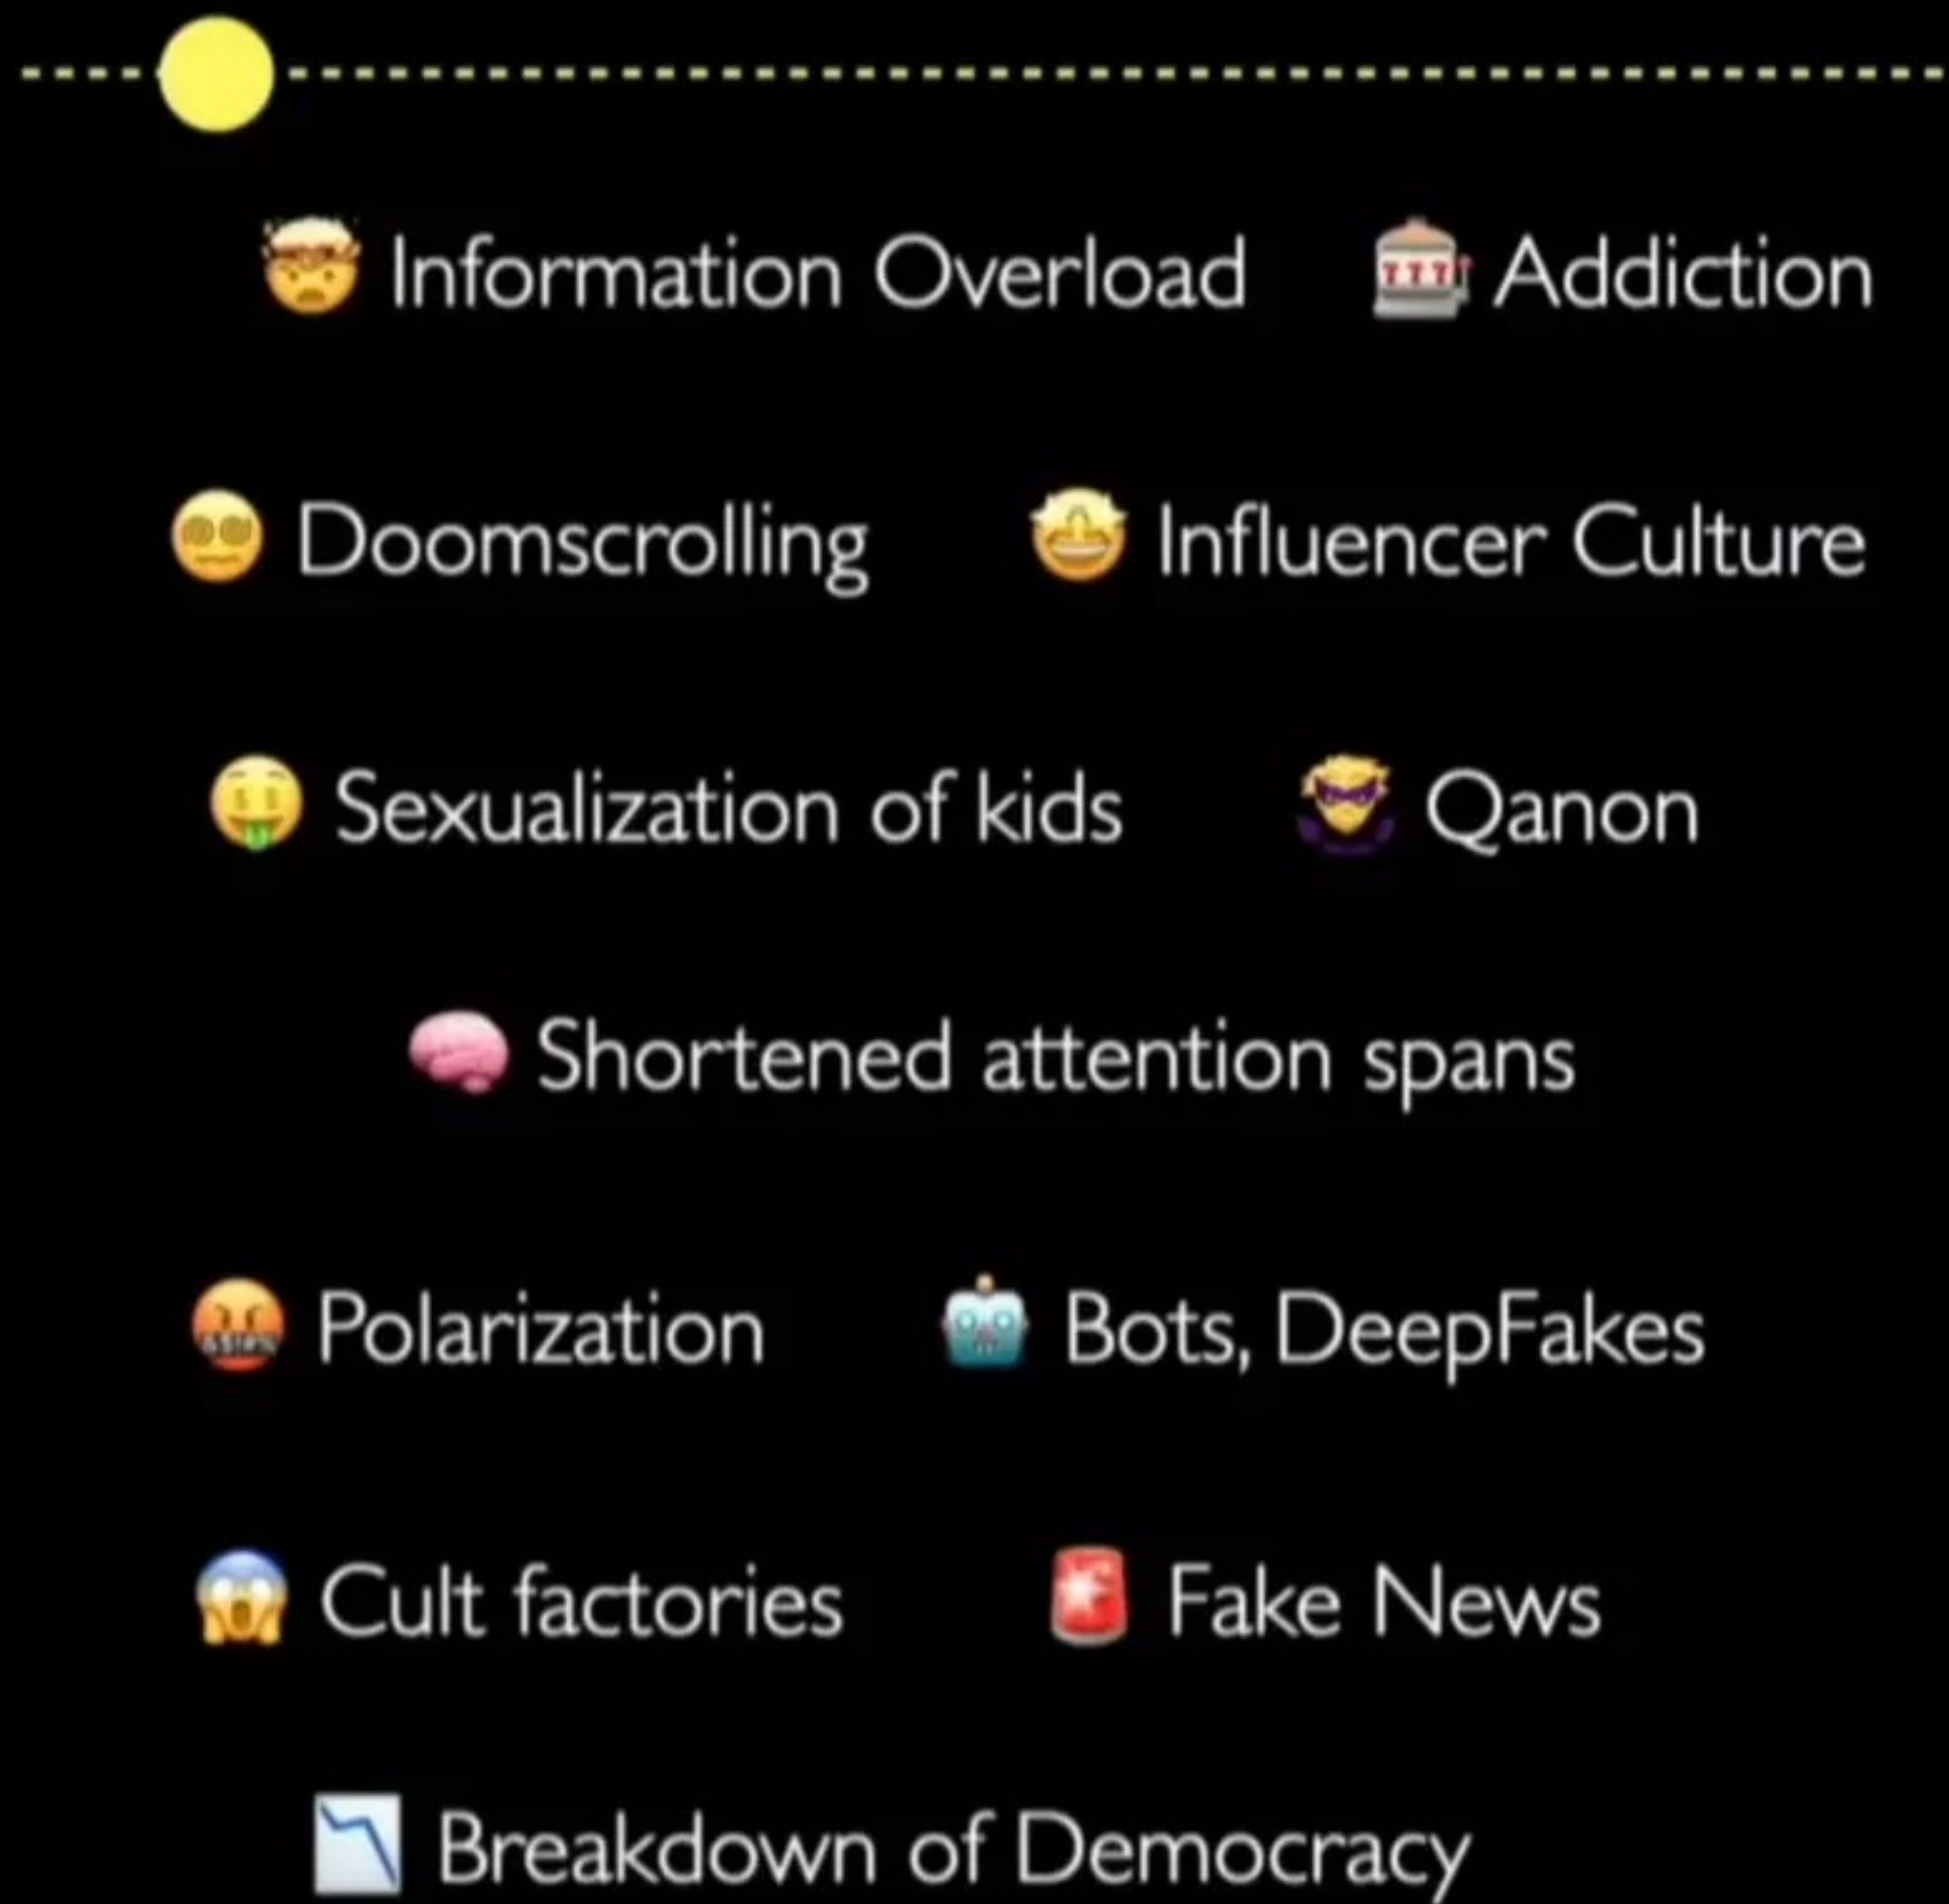 Information Overload Addiction
Doomscrolling Influencer Culture
Sexualization of kids Qanon
Shortened attention spans
Polarization Bots, DeepFakes
Cult factories Fake News
Breakdown of Democracy